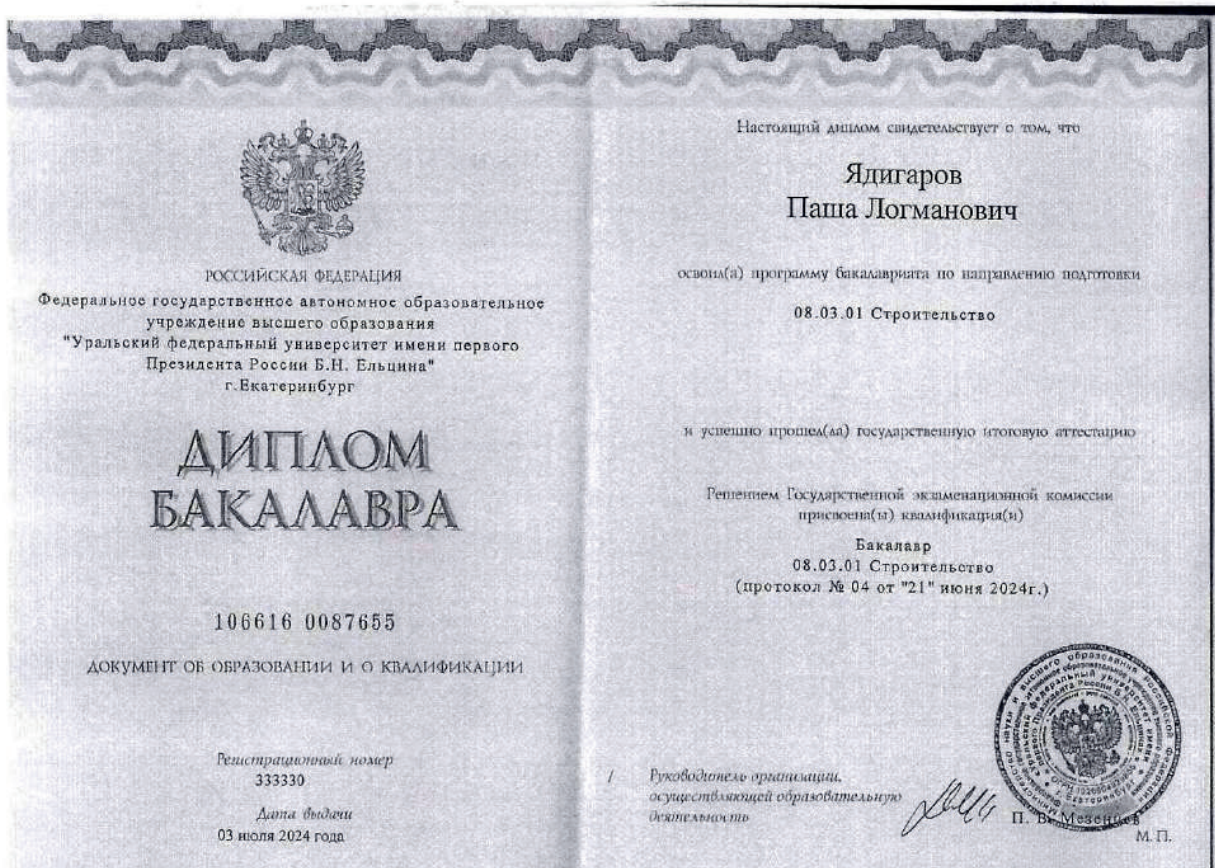 РОССИЙСКАЯ ФЕДЕРАЦИЯ
Федеральное государственное автономное образовательное
учреждение высшего образования
"Уральский федеральный университет имени первого
Президента России Б.Н. Ельцина"
г.Екатеринбург
ДИПЛОМ
БАКАЛАВРА
106616 0087655
ДОКУМЕНТ ОБ ОБРАЗОВАНИИ И О КВАЛИФИКАЦИИ
Регистрационный номер
333330
Дата выдачи
03 июля 2024 года
Настоящий диплом свидетельствует о том, что
Ядигаров
Паша Логманович
освоил(а) программу бакалавриата по направлению подготовки
08.03.01 Строительство
и успешно прошел(ла) государственную итоговую аттестацию
Решением Государственной экзаменационной комиссии
присвоена(ы) квалификация(и)
Бакалавр
08.03.01 Строительство
(протокол № 04 от "21" июня 2024г.)
Руководитель организации,
осуществляющей образовательную
деятельность
П. В. Мезенцев
М. П.